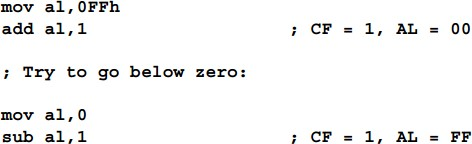 mov al,0FFh
add al,1 ; CF = 1, AL = 00
; Try to go below zero:
mov al,0
sub al,1 ; CF = 1, AL = FF